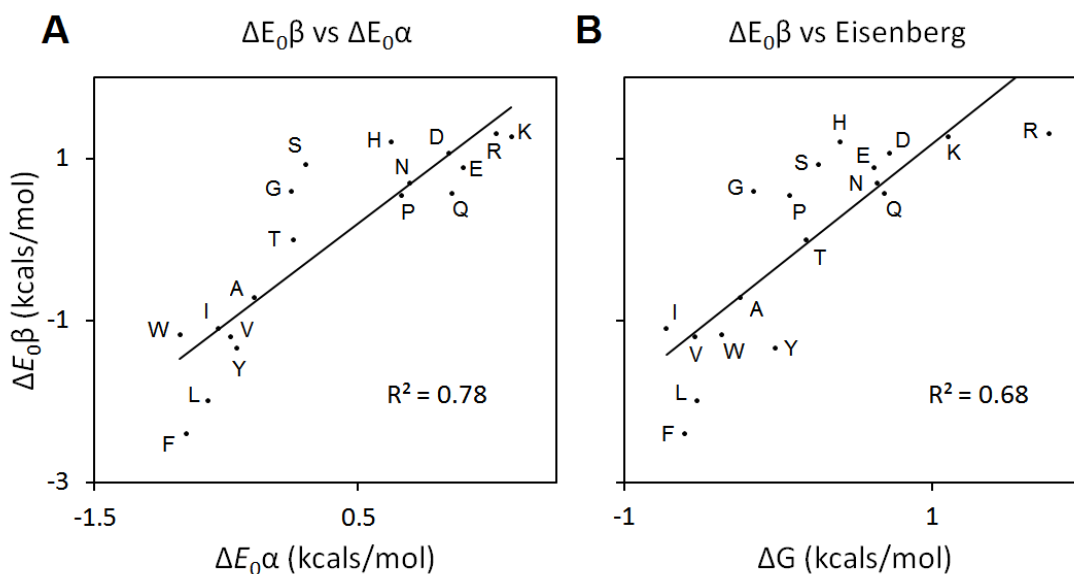 A
ΔE₀β vs ΔE₀α
ΔE₀β (kcals/mol)
1
-1
-3
-1.5
0.5
ΔE₀α (kcals/mol)
S
H
D
K
R
G
N
E
P
Q
T
A
I
W
V
Y
L
F
R² = 0.78
B
ΔE₀β vs Eisenberg
-1
1
ΔG (kcals/mol)
H
D
R
S
E
K
G
N
P
Q
T
I
A
V
W
Y
L
F
R² = 0.68